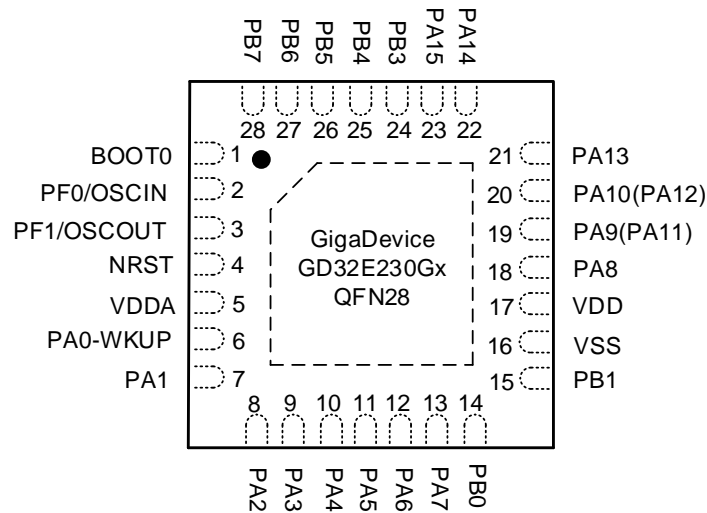 PB7 PB6 PB5 PB4 PB3 PA15 PA14
28 27 26 25 24 23 22
BOOT0 1
PF0/OSCIN 2
PF1/OSCOUT 3
NRST 4
VDDA 5
PA0-WKUP 6
PA1 7
GigaDevice
GD32E230Gx
QFN28
21 PA13
20 PA10(PA12)
19 PA9(PA11)
18 PA8
17 VDD
16 VSS
15 PB1
8 9 10 11 12 13 14
PA2 PA3 PA4 PA5 PA6 PA7 PB0